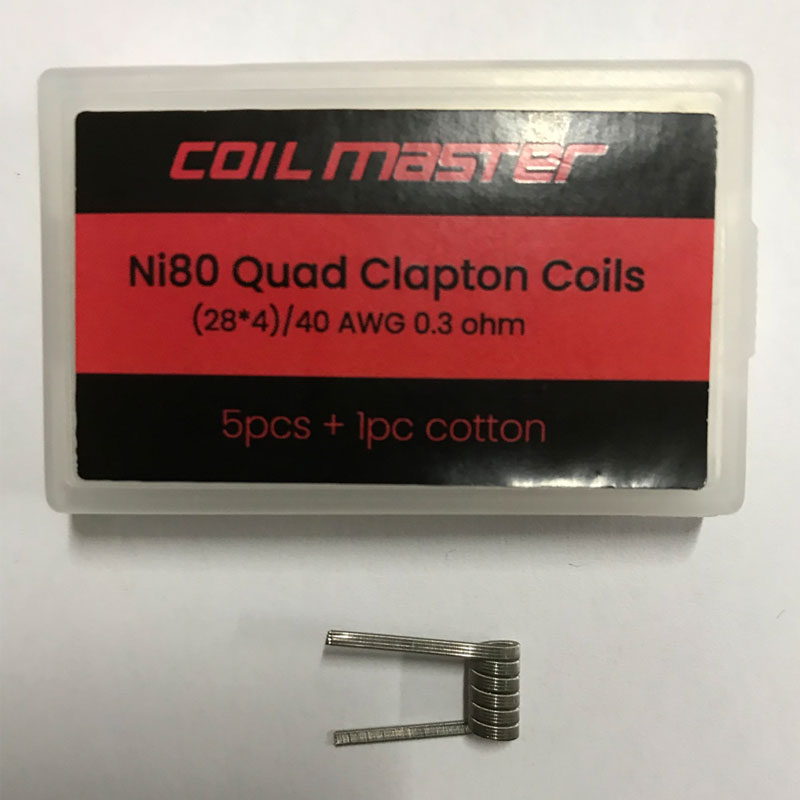 COIL MASTER
Ni80 Quad Clapton Coils
(28*4)/40 AWG 0.3 ohm
5pcs + 1pc cotton